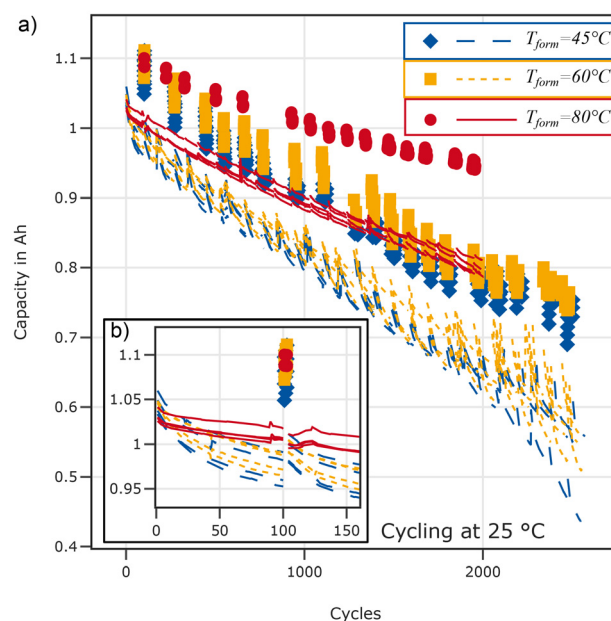 a)
T_form=45°C
T_form=60°C
T_form=80°C
1.1
1
0.9
0.8
0.7
0.6
0.5
0.4
Capacity in Ah
b)
1.1
1.05
1
0.95
0
50
100
150
Cycling at 25 °C
0
1000
2000
Cycles